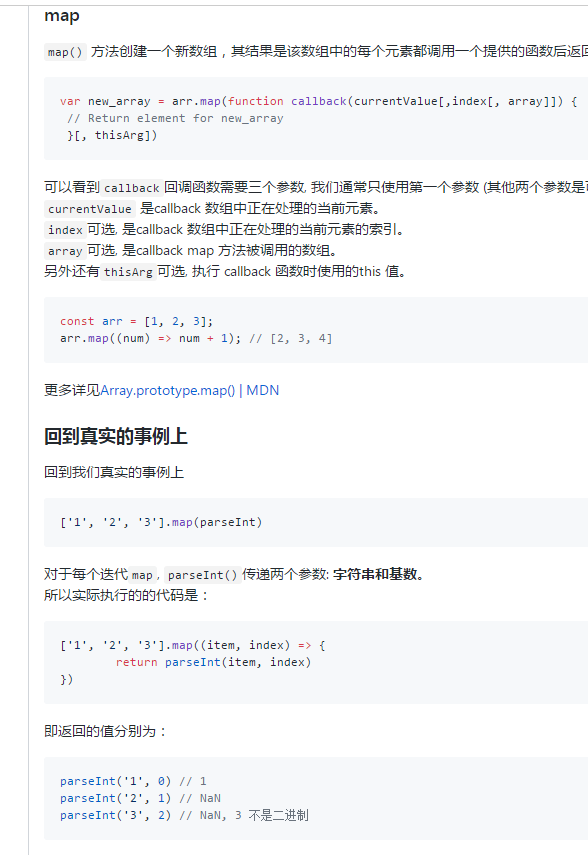 map
map() 方法创建一个新数组，其结果是该数组中的每个元素都调用一个提供的函数后返回
var new_array = arr.map(function callback(currentValue[,index[, array]]) {
// Return element for new_array
}[, thisArg])
可以看到 callback 回调函数需要三个参数, 我们通常只使用第一个参数 (其他两个参数是
currentValue 是callback 数组中正在处理的当前元素。
index 可选, 是callback 数组中正在处理的当前元素的索引。
array 可选, 是callback map 方法被调用的数组。
另外还有 thisArg 可选, 执行 callback 函数时使用的this 值。
const arr = [1, 2, 3];
arr.map((num) => num + 1); // [2, 3, 4]
更多详见Array.prototype.map() | MDN
回到真实的事例上
回到我们真实的事例上
['1', '2', '3'].map(parseInt)
对于每个迭代 map , parseInt() 传递两个参数: 字符串和基数。
所以实际执行的的代码是：
['1', '2', '3'].map((item, index) => {
return parseInt(item, index)
})
即返回的值分别为：
parseInt('1', 0) // 1
parseInt('2', 1) // NaN
parseInt('3', 2) // NaN, 3 不是二进制